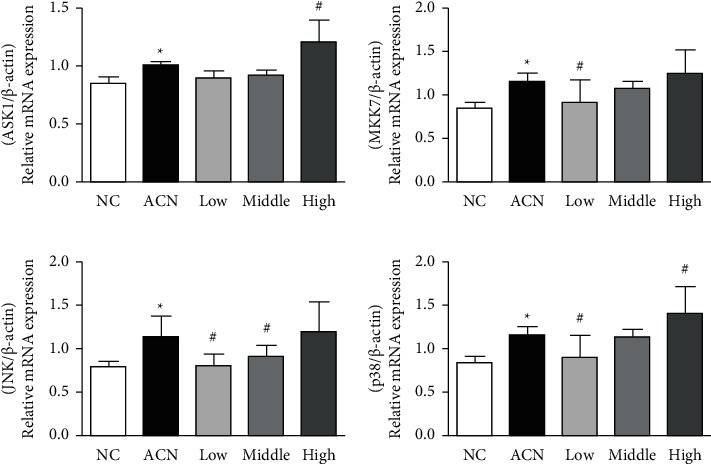 (ASK1/β-actin)
Relative mRNA expression
1.5
1.0
0.5
0.0
*
#
NC ACN Low Middle High
(MKK7/β-actin)
Relative mRNA expression
2.0
1.5
1.0
0.5
0.0
*
#
NC ACN Low Middle High
(JNK/β-actin)
Relative mRNA expression
2.0
1.5
1.0
0.5
0.0
*
#
#
NC ACN Low Middle High
(p38/β-actin)
Relative mRNA expression
2.0
1.5
1.0
0.5
0.0
*
#
#
NC ACN Low Middle High